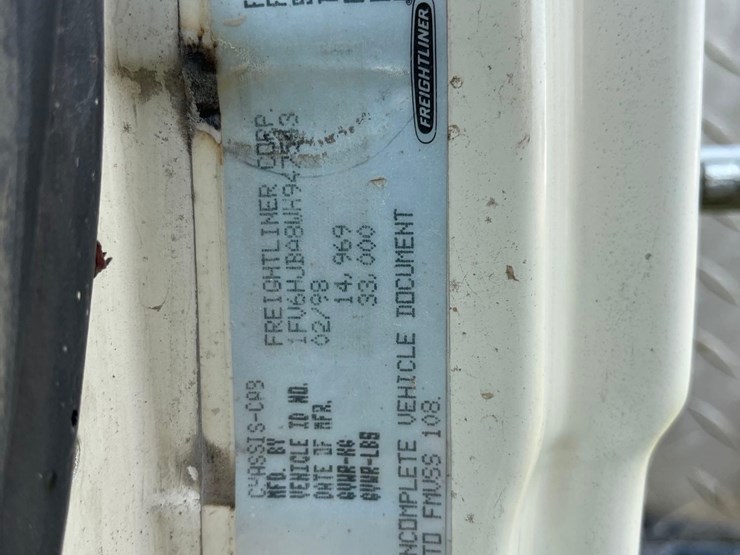 FREIGHTLINER
CHASSIS-CAB
MFD. BY FREIGHTLINER CORP.
VEHICLE ID NO.
DATE OF MFR. 02/98
GVWR-KG 14,969
GVWR-LBS 33,000
NCOMPLETE VEHICLE DOCUMENT
TO FMVSS 108.